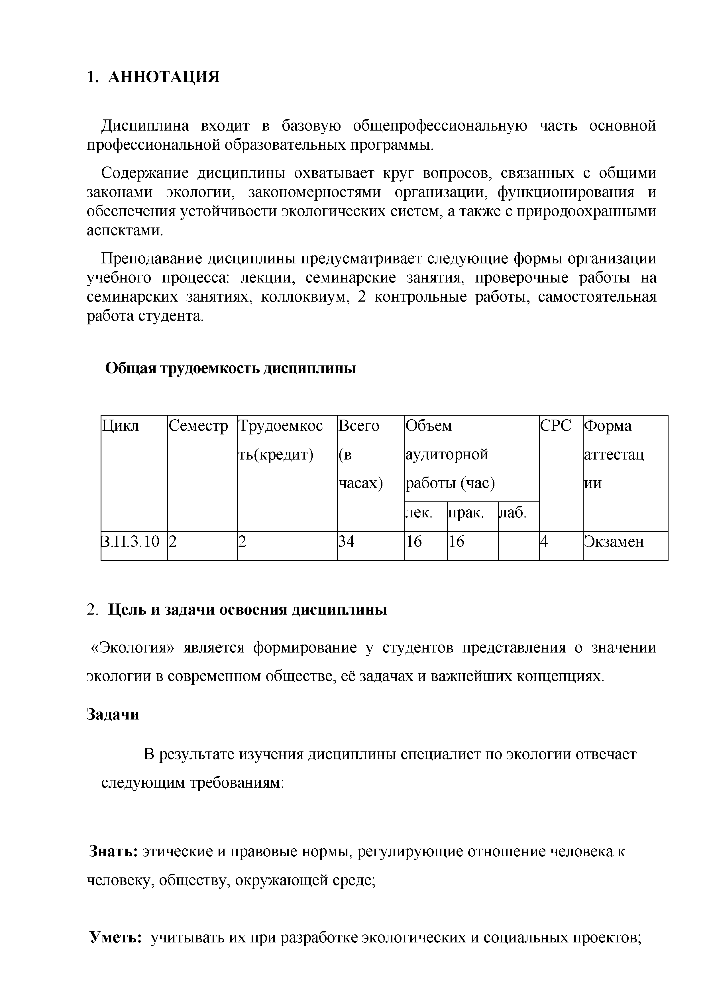 1. АННОТАЦИЯ
Дисциплина входит в базовую общепрофессиональную часть основной
профессиональной образовательных программы.
Содержание дисциплины охватывает круг вопросов, связанных с общими
законами экологии, закономерностями организации, функционирования и
обеспечения устойчивости экологических систем, а также с природоохранными
аспектами.
Преподавание дисциплины предусматривает следующие формы организации
учебного процесса: лекции, семинарские занятия, проверочные работы на
семинарских занятиях, коллоквиум, 2 контрольные работы, самостоятельная
работа студента.
Общая трудоемкость дисциплины
Цикл Семестр Трудоемкос Всего Объем СРС Форма
ть(кредит) (в аудиторной аттестац
часах) работы (час) ии
лек. прак. лаб.
В.П.3.10 2 2 34 16 16 4 Экзамен
2. Цель и задачи освоения дисциплины
«Экология» является формирование у студентов представления о значении
экологии в современном обществе, её задачах и важнейших концепциях.
Задачи
В результате изучения дисциплины специалист по экологии отвечает
следующим требованиям:
Знать: этические и правовые нормы, регулирующие отношение человека к
человеку, обществу, окружающей среде;
Уметь: учитывать их при разработке экологических и социальных проектов;